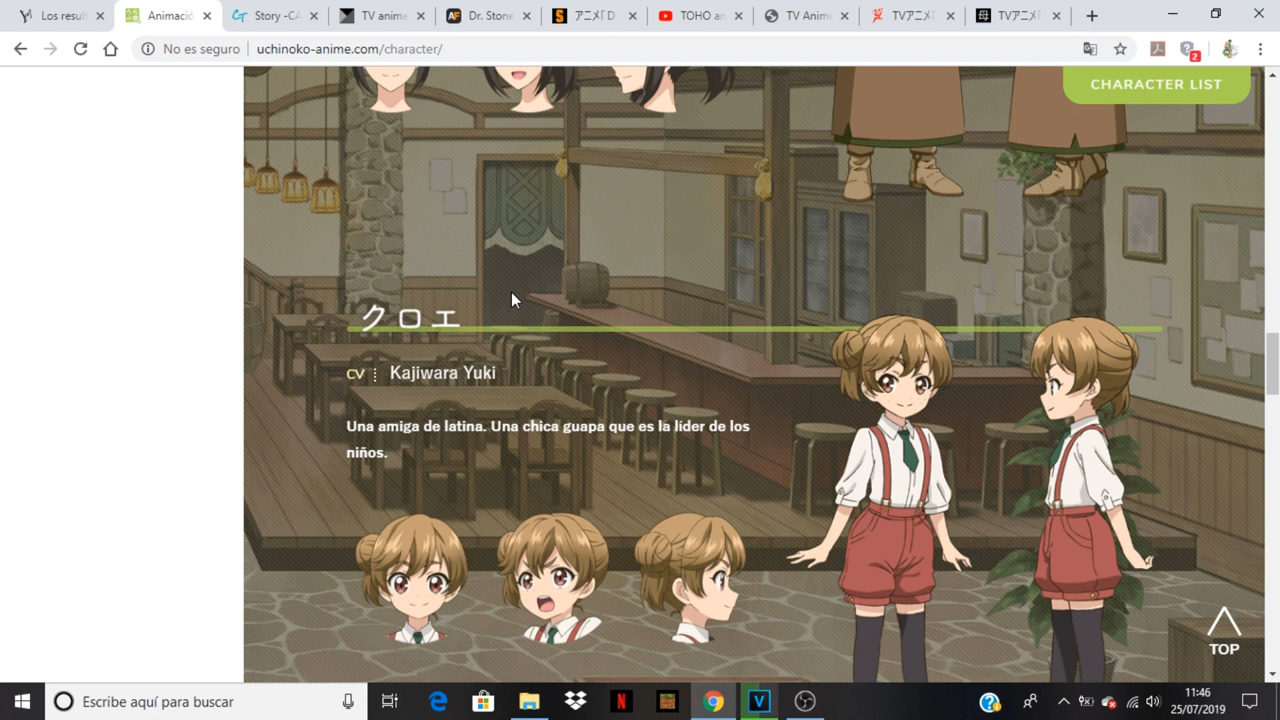 Los result
Animació
Story -CA
TV anime
Dr. Stone
アニメ「D
TOHO an
TV Anime
TVアニメ「
TVアニメ「
No es seguro
uchinoko-anime.com/character/
2
CHARACTER LIST
クロエ
CV
Kajiwara Yuki
Una amiga de latina. Una chica guapa que es la líder de los
niños.
TOP
Escribe aquí para buscar
11:46
25/07/2019